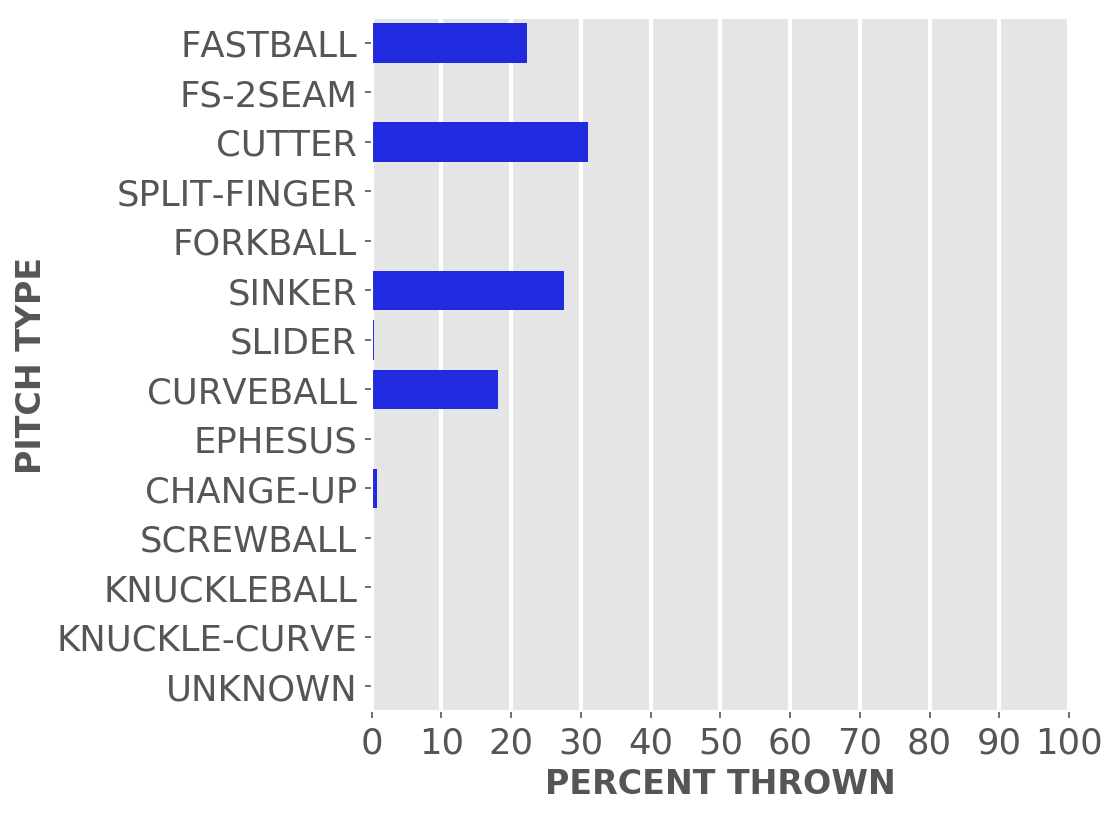 FASTBALL
FS-2SEAM
CUTTER
SPLIT-FINGER
FORKBALL
SINKER
SLIDER
CURVEBALL
EPHESUS
CHANGE-UP
SCREWBALL
KNUCKLEBALL
KNUCKLE-CURVE
UNKNOWN
PITCH TYPE
0 10 20 30 40 50 60 70 80 90 100
PERCENT THROWN